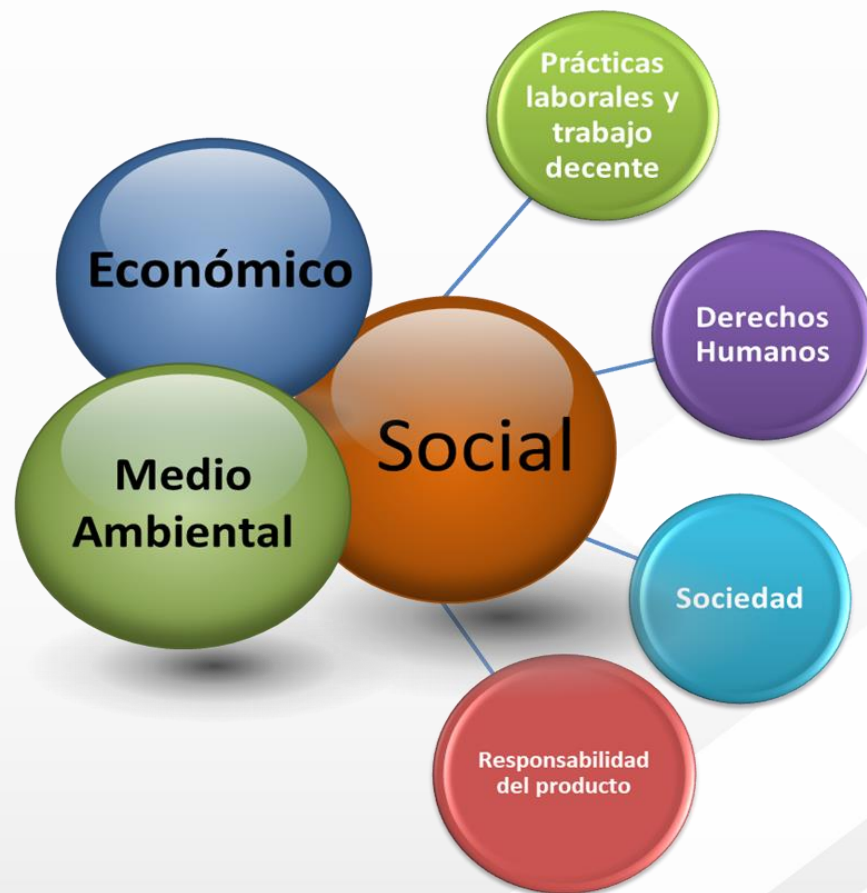 Prácticas
laborales y
trabajo
decente
Económico
Derechos
Humanos
Social
Medio
Ambiental
Sociedad
Responsabilidad
del producto